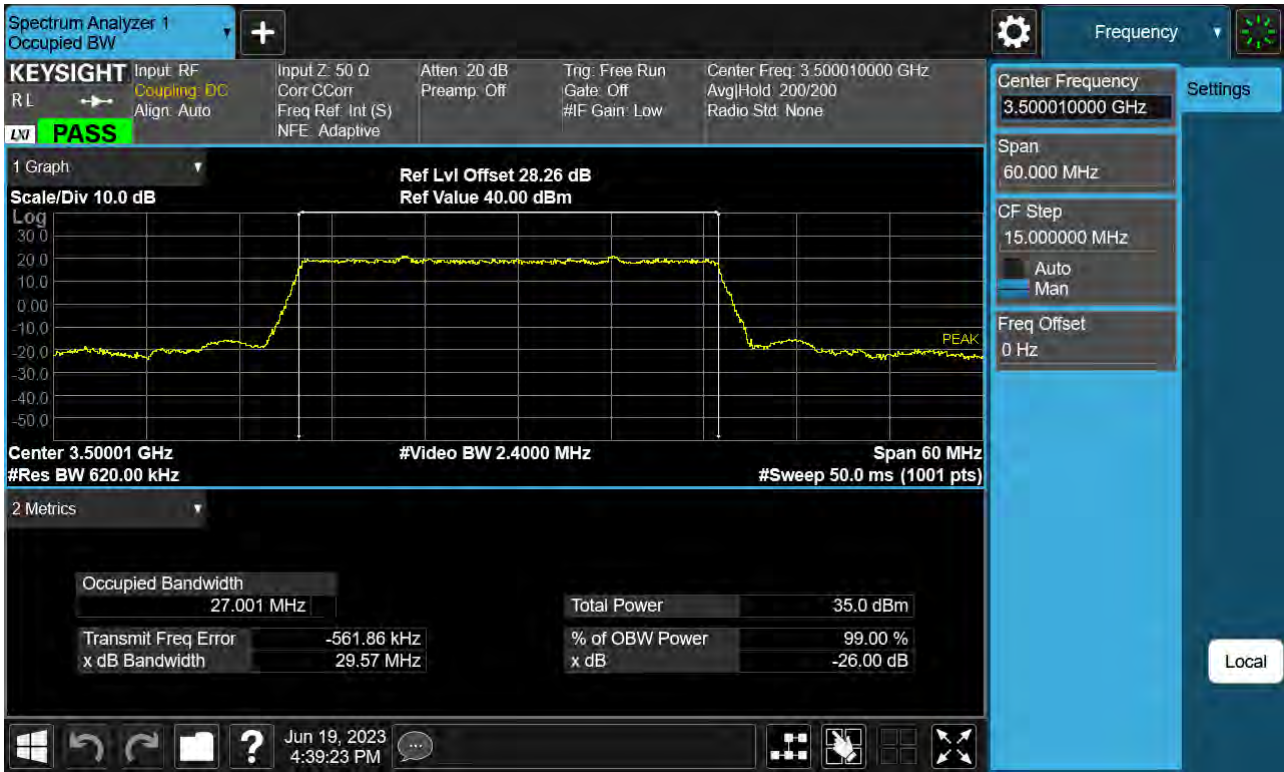 Spectrum Analyzer 1
Occupied BW
+
Frequency
KEYSIGHT
RL
LXI PASS
Input: RF
Coupling: DC
Align: Auto
Input Z: 50 Ω
Corr CCorr
Freq Ref: Int (S)
NFE: Adaptive
Atten: 20 dB
Preamp: Off
Trig: Free Run
Gate: Off
#IF Gain: Low
Center Freq: 3.500010000 GHz
Avg|Hold: 200/200
Radio Std: None
Center Frequency
3.500010000 GHz
Settings
Span
60.000 MHz
CF Step
15.000000 MHz
Auto
Man
Freq Offset
0 Hz
Local
1 Graph
Scale/Div 10.0 dB
Ref Lvl Offset 28.26 dB
Ref Value 40.00 dBm
Log
30.0
20.0
10.0
0.00
-10.0
-20.0
-30.0
-40.0
-50.0
PEAK
Center 3.50001 GHz
#Video BW 2.4000 MHz
Span 60 MHz
#Res BW 620.00 kHz
#Sweep 50.0 ms (1001 pts)
2 Metrics
Occupied Bandwidth
27.001 MHz
Total Power 35.0 dBm
Transmit Freq Error -561.86 kHz
% of OBW Power 99.00 %
x dB Bandwidth 29.57 MHz
x dB -26.00 dB
?
Jun 19, 2023
4:39:23 PM